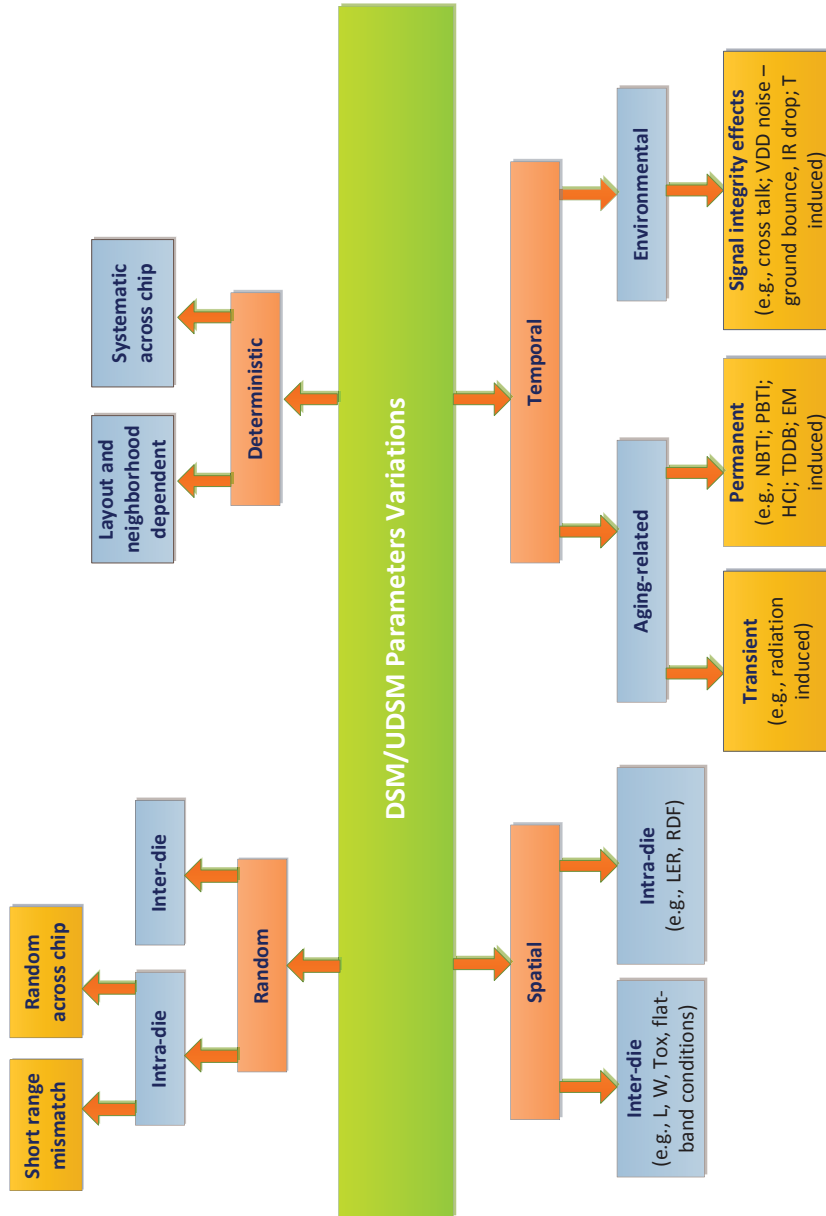 Short range
mismatch
Random
across chip
Intra-die
Inter-die
Random
Layout and
neighborhood
dependent
Systematic
across chip
Deterministic
DSM/UDSM Parameters Variations
Spatial
Inter-die
(e.g., L, W, Tox, flat-
band conditions)
Intra-die
(e.g., LER, RDF)
Temporal
Aging-related
Environmental
Transient
(e.g., radiation
induced)
Permanent
(e.g., NBTI; PBTI;
HCI; TDDB; EM
induced)
Signal integrity effects
(e.g., cross talk; VDD noise –
ground bounce, IR drop; T
induced)